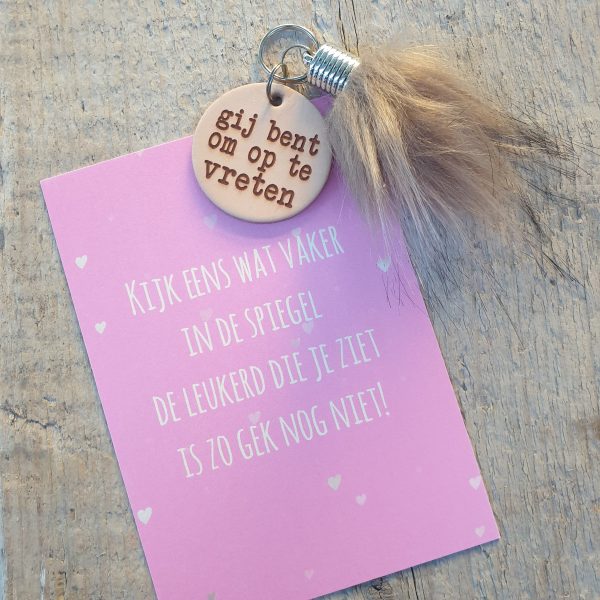 gij bent
om op te
vreten
KIJK EENS WAT VÅKER
IN DE SPIEGEL
DE LEUKERD DIE JE ZIET
IS ZO GEK NOG NIET!